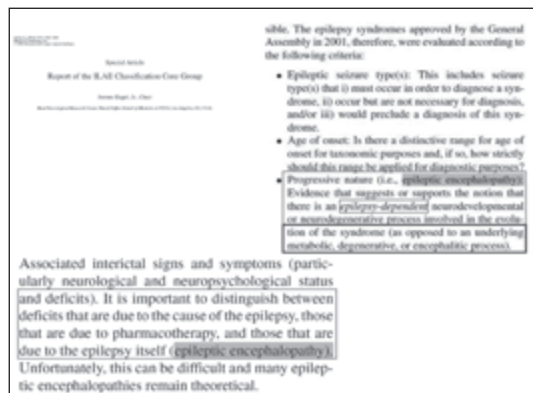 Special Article
Report of the ILAE Classification Core Group
sible. The epilepsy syndromes approved by the General
Assembly in 2001, therefore, were evaluated according to
the following criteria:
• Epileptic seizure type(s): This includes seizure
type(s) that i) must occur in order to diagnose a syn-
drome, ii) occur but are not necessary for diagnosis,
and/or iii) would preclude a diagnosis of this syn-
drome.
• Age of onset: Is there a distinctive range for age of
onset for taxonomic purposes and, if so, how strictly
should this range be applied for diagnostic purposes?
• Progressive nature (i.e., epileptic encephalopathy):
Evidence that suggests or supports the notion that
there is an epilepsy-dependent neurodevelopmental
or neurodegenerative process involved in the evolu-
tion of the syndrome (as opposed to an underlying
metabolic, degenerative, or encephalitic process).
Associated interictal signs and symptoms (partic-
ularly neurological and neuropsychological status
and deficits). It is important to distinguish between
deficits that are due to the cause of the epilepsy, those
that are due to pharmacotherapy, and those that are
due to the epilepsy itself (epileptic encephalopathy).
Unfortunately, this can be difficult and many epilep-
tic encephalopathies remain theoretical.